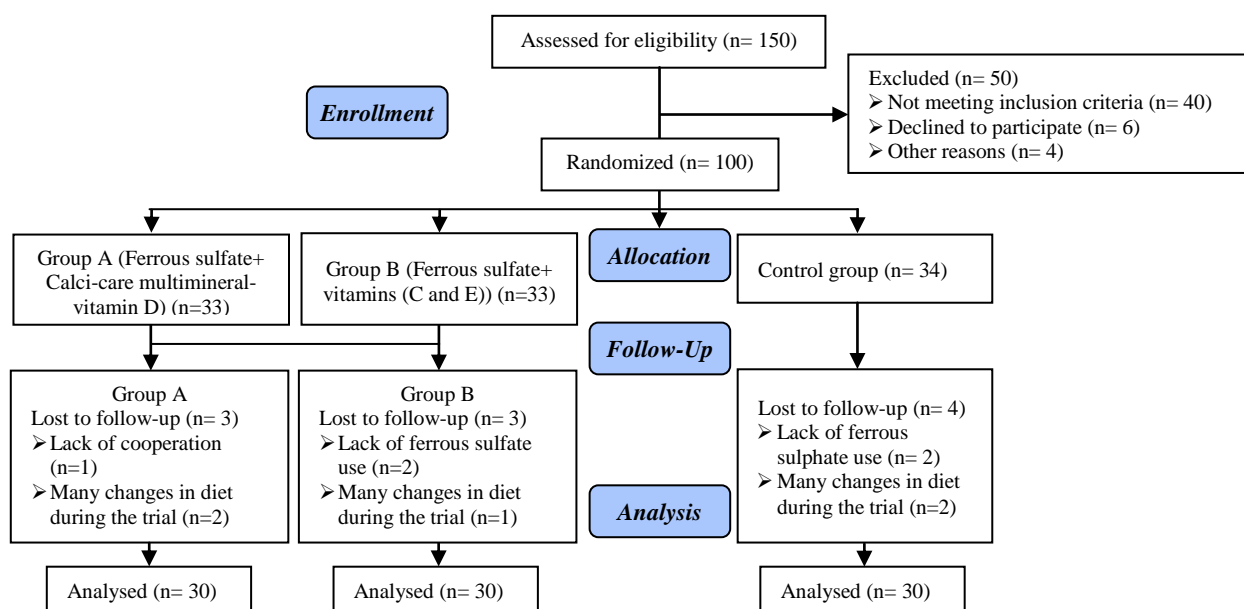 Assessed for eligibility (n= 150)
Excluded (n= 50)
➢ Not meeting inclusion criteria (n= 40)
➢ Declined to participate (n= 6)
➢ Other reasons (n= 4)
Enrollment
Randomized (n= 100)
Group A (Ferrous sulfate+
Calci-care multimineral-
vitamin D) (n=33)
Group B (Ferrous sulfate+
vitamins (C and E)) (n=33)
Allocation
Control group (n= 34)
Follow-Up
Group A
Lost to follow-up (n= 3)
➢ Lack of cooperation
(n=1)
➢ Many changes in diet
during the trial (n=2)
Group B
Lost to follow-up (n= 3)
➢ Lack of ferrous sulfate
use (n=2)
➢ Many changes in diet
during the trial (n=1)
Lost to follow-up (n= 4)
➢ Lack of ferrous
sulphate use (n= 2)
➢ Many changes in diet
during the trial (n=2)
Analysis
Analysed (n= 30)
Analysed (n= 30)
Analysed (n= 30)